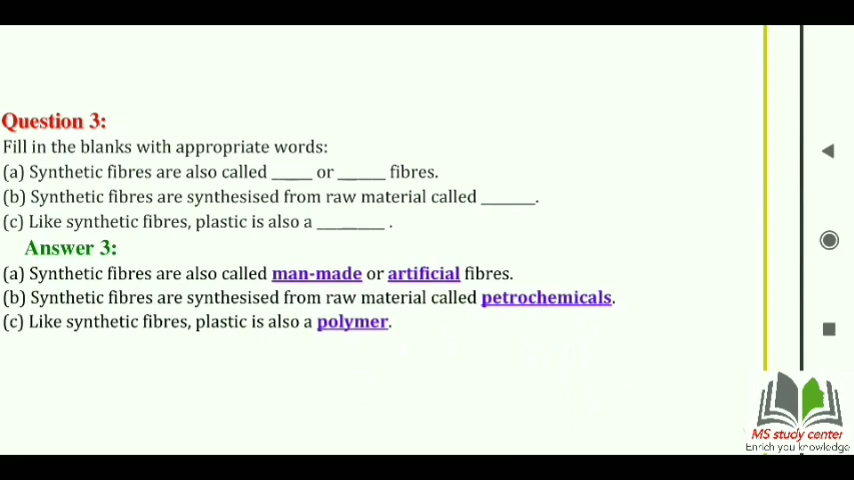 Question 3:
Fill in the blanks with appropriate words:
(a) Synthetic fibres are also called _____ or ______ fibres.
(b) Synthetic fibres are synthesised from raw material called _______.
(c) Like synthetic fibres, plastic is also a _________ .
Answer 3:
(a) Synthetic fibres are also called man-made or artificial fibres.
(b) Synthetic fibres are synthesised from raw material called petrochemicals.
(c) Like synthetic fibres, plastic is also a polymer.
MS study center
Enrich you knowledge